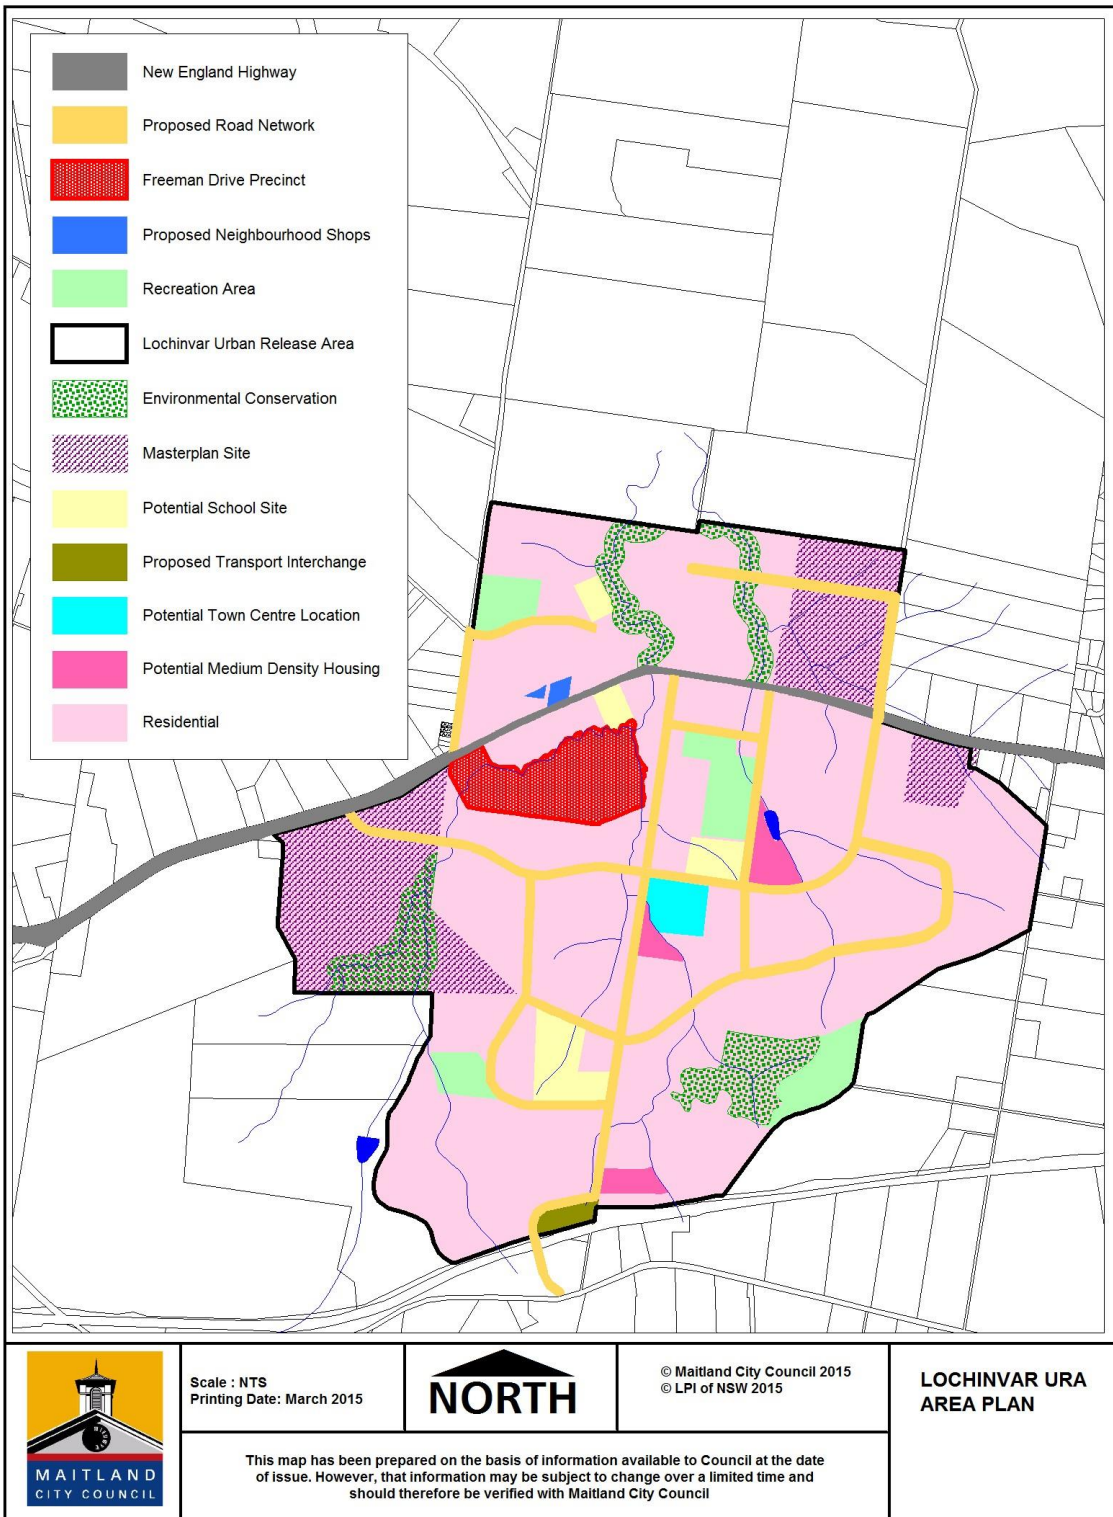 New England Highway
Proposed Road Network
Freeman Drive Precinct
Proposed Neighbourhood Shops
Recreation Area
Lochinvar Urban Release Area
Environmental Conservation
Masterplan Site
Potential School Site
Proposed Transport Interchange
Potential Town Centre Location
Potential Medium Density Housing
Residential
MAITLAND
CITY COUNCIL
Scale : NTS
Printing Date: March 2015
NORTH
© Maitland City Council 2015
© LPI of NSW 2015
This map has been prepared on the basis of information available to Council at the date
of issue. However, that information may be subject to change over a limited time and
should therefore be verified with Maitland City Council
LOCHINVAR URA
AREA PLAN